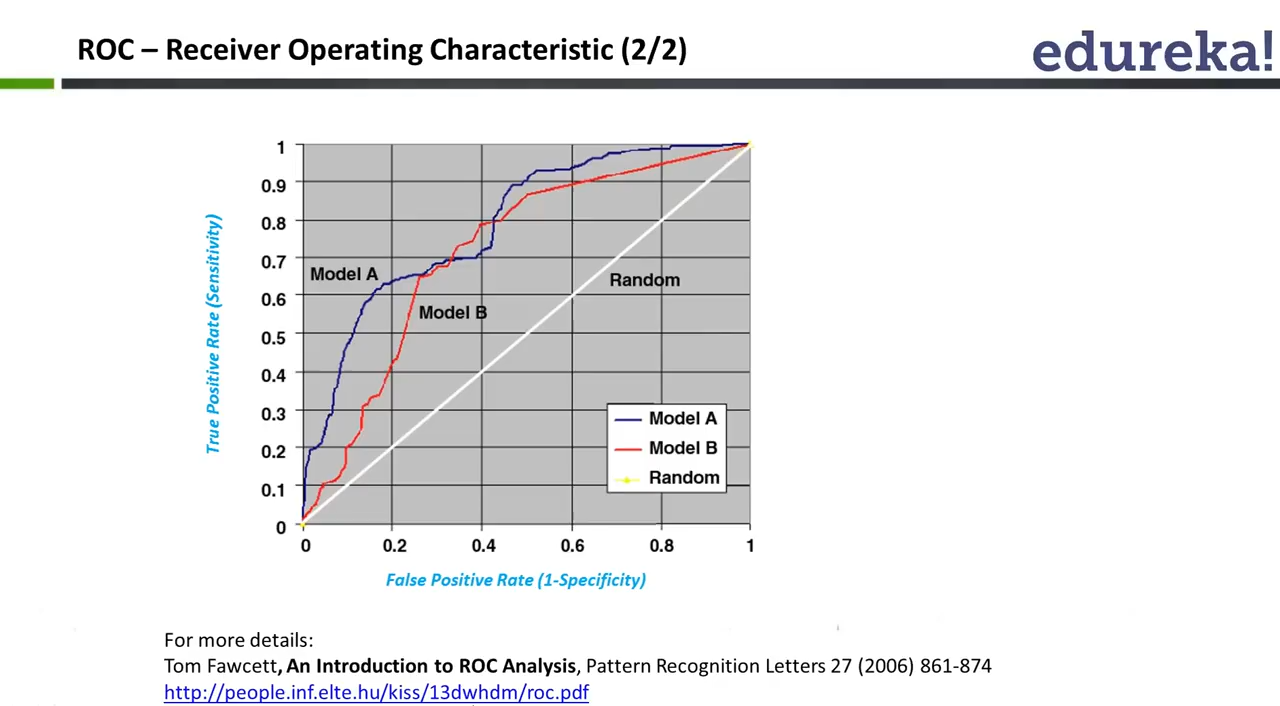 ROC – Receiver Operating Characteristic (2/2)
edureka!
1
0.9
0.8
0.7
0.6
0.5
0.4
0.3
0.2
0.1
0
True Positive Rate (Sensitivity)
Model A
Model B
Random
Model A
Model B
Random
0 0.2 0.4 0.6 0.8 1
False Positive Rate (1-Specificity)
For more details:
Tom Fawcett, An Introduction to ROC Analysis, Pattern Recognition Letters 27 (2006) 861-874
http://people.inf.elte.hu/kiss/13dwhdm/roc.pdf